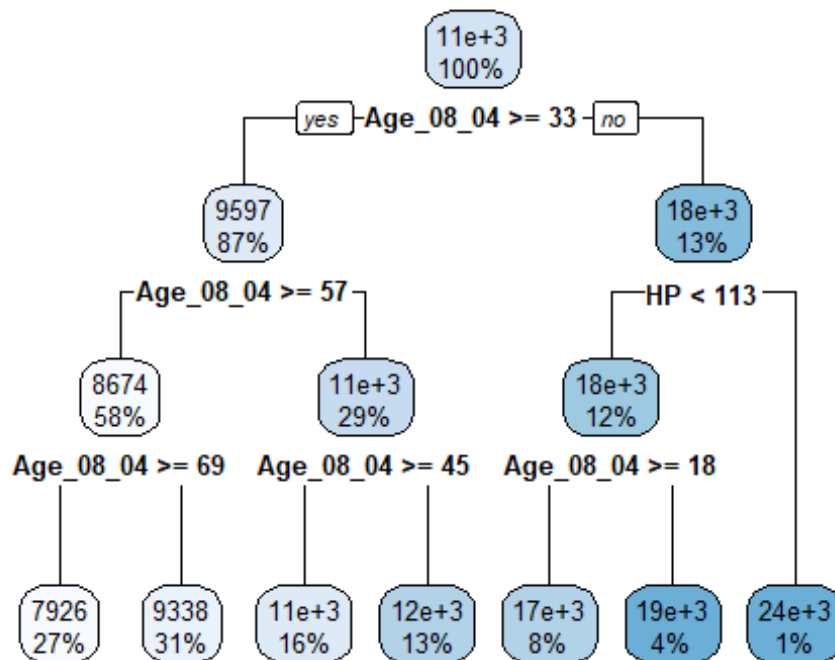 11e+3
100%
yes Age_08_04 >= 33 no
9597
87%
18e+3
13%
Age_08_04 >= 57
HP < 113
8674
58%
11e+3
29%
18e+3
12%
Age_08_04 >= 69
Age_08_04 >= 45
Age_08_04 >= 18
7926
27%
9338
31%
11e+3
16%
12e+3
13%
17e+3
8%
19e+3
4%
24e+3
1%